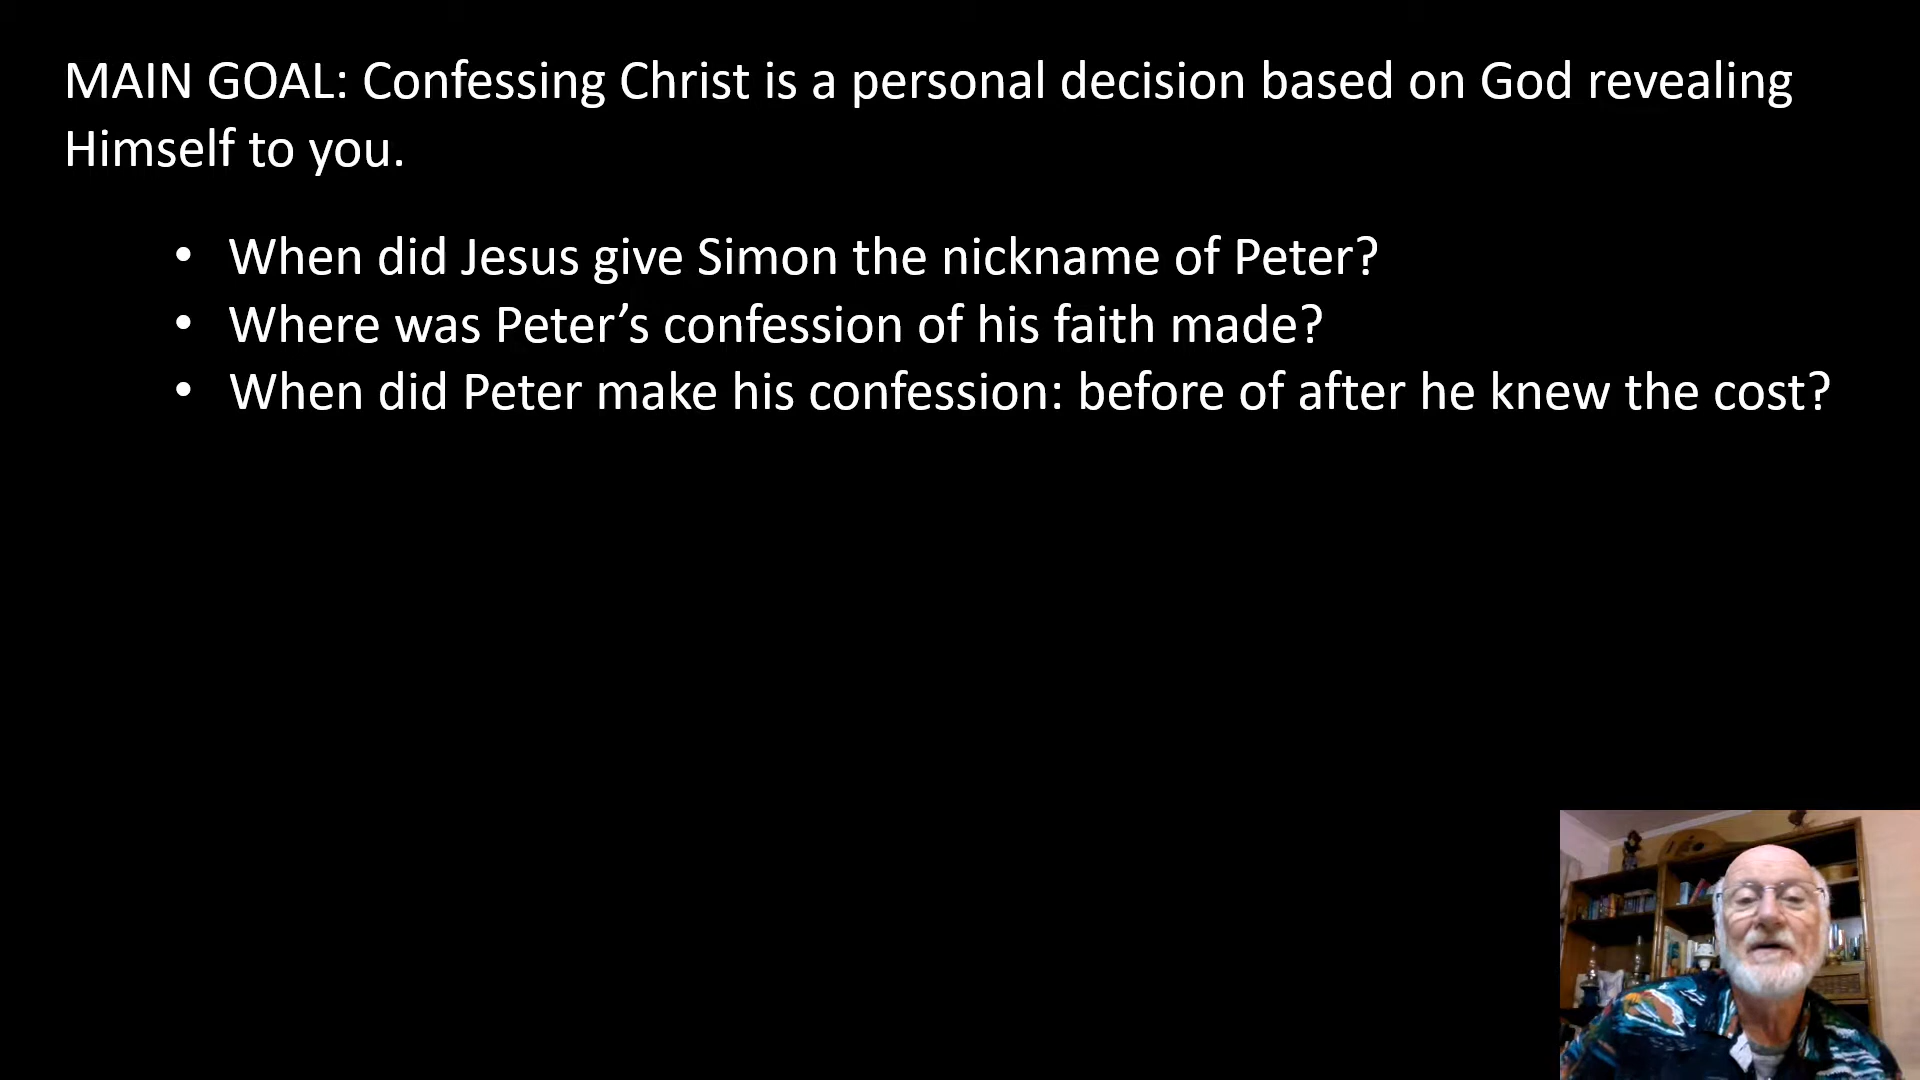 MAIN GOAL: Confessing Christ is a personal decision based on God revealing
Himself to you.
• When did Jesus give Simon the nickname of Peter?
• Where was Peter’s confession of his faith made?
• When did Peter make his confession: before of after he knew the cost?